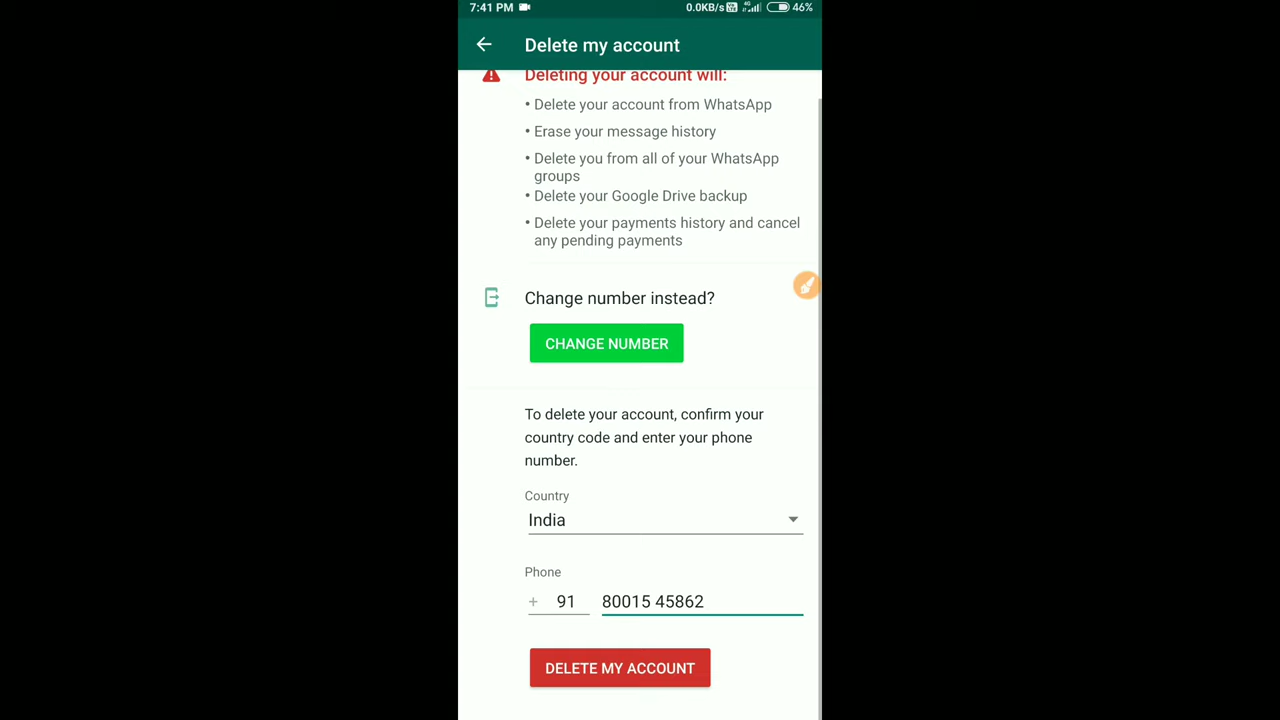 7:41 PM 0.0KB/s 4G 46%
Delete my account
Deleting your account will:
• Delete your account from WhatsApp
• Erase your message history
• Delete you from all of your WhatsApp
groups
• Delete your Google Drive backup
• Delete your payments history and cancel
any pending payments
Change number instead?
CHANGE NUMBER
To delete your account, confirm your
country code and enter your phone
number.
Country
India
Phone
+ 91 80015 45862
DELETE MY ACCOUNT